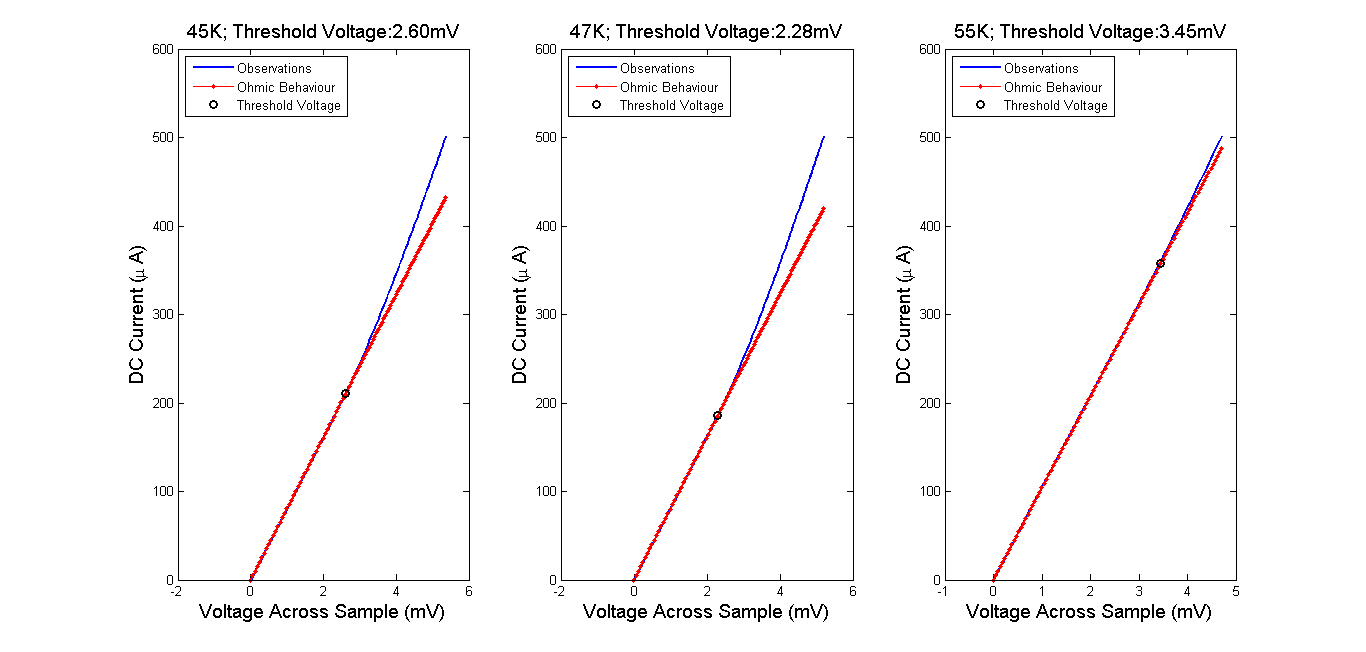 45K; Threshold Voltage:2.60mV
600
500
400
300
200
100
0
-2
0
2
4
6
DC Current (μ A)
Voltage Across Sample (mV)
Observations
Ohmic Behaviour
Threshold Voltage
47K; Threshold Voltage:2.28mV
600
500
400
300
200
100
0
-2
0
2
4
6
DC Current (μ A)
Voltage Across Sample (mV)
Observations
Ohmic Behaviour
Threshold Voltage
55K; Threshold Voltage:3.45mV
600
500
400
300
200
100
0
-1
0
1
2
3
4
5
DC Current (μ A)
Voltage Across Sample (mV)
Observations
Ohmic Behaviour
Threshold Voltage